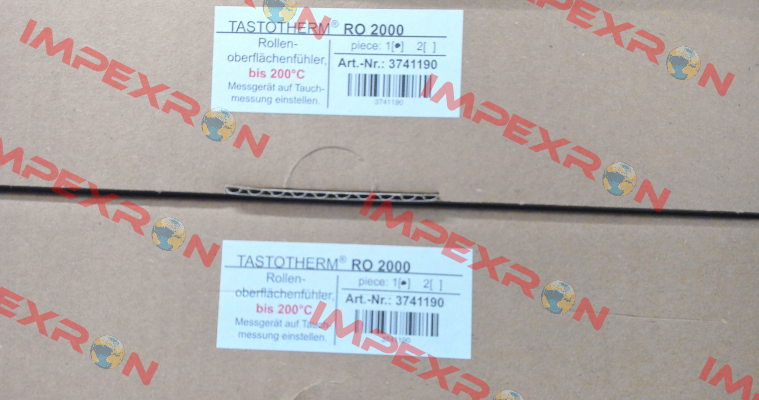 TASTOTHERM® RO 2000
Rollen-
oberflächenfühler,
bis 200°C
Messgerät auf Tauch-
messung einstellen.
piece: 1[•] 2[ ]
Art.-Nr.: 3741190
3741190
TASTOTHERM® RO 2000
Rollen-
oberflächenfühler,
bis 200°C
Messgerät auf Tauch-
messung einstellen.
piece: 1[•] 2[ ]
Art.-Nr.: 3741190
IMPEXRON
IMPEXRON
IMPEXRON
IMPEXRON
IMPEXRON
IMPEXRON
IMPEXRON